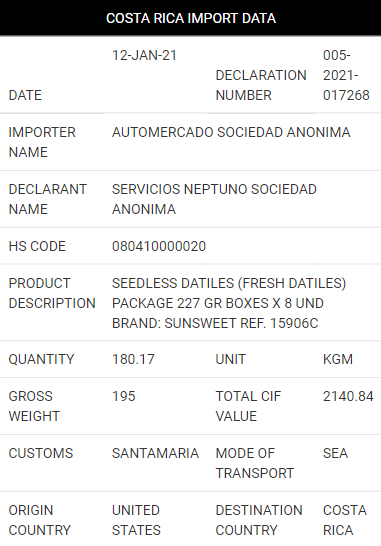 COSTA RICA IMPORT DATA
DATE 12-JAN-21 DECLARATION NUMBER 005-2021-017268
IMPORTER NAME AUTOMERCADO SOCIEDAD ANONIMA
DECLARANT NAME SERVICIOS NEPTUNO SOCIEDAD ANONIMA
HS CODE 080410000020
PRODUCT DESCRIPTION SEEDLESS DATILES (FRESH DATILES)
PACKAGE 227 GR BOXES X 8 UND
BRAND: SUNSWEET REF. 15906C
QUANTITY 180.17 UNIT KGM
GROSS WEIGHT 195 TOTAL CIF VALUE 2140.84
CUSTOMS SANTAMARIA MODE OF TRANSPORT SEA
ORIGIN COUNTRY UNITED STATES DESTINATION COUNTRY COSTA RICA